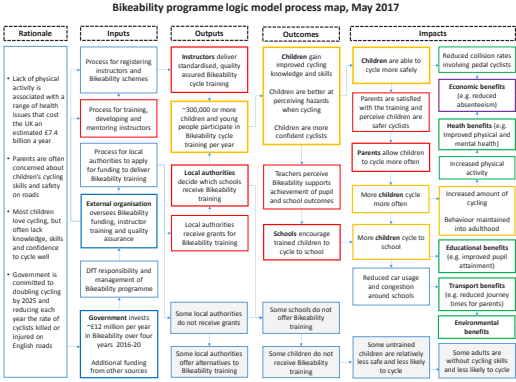 Bikeability programme logic model process map, May 2017
Rationale
Inputs
Outputs
Outcomes
Impacts
• Lack of physical
activity is
associated with a
range of health
issues that cost
the UK an
estimated £7.4
billion a year
• Parents are often
concerned about
children's cycling
skills and safety
on roads
• Most children
love cycling, but
often lack
knowledge, skills
and confidence
to cycle well
• Government is
committed to
doubling cycling
by 2025 and
reducing each
year the rate of
cyclists killed
or injured on
English roads
Process for registering
instructors and
Bikeability schemes
Process for training,
developing and
mentoring instructors
Process for local
authorities to apply
for funding to deliver
Bikeability training
External organisation
oversees Bikeability
funding, instructor
training and quality
assurance
DfT responsibility and
management of
Bikeability programme
Government invests
~£12 million per year
in Bikeability over four
years 2016-20
Additional funding
from other sources
Instructors deliver
standardised, quality
assured Bikeability
cycle training
~300,000 or more
children and young
people participate in
Bikeability cycle
training per year
Local authorities
decide which schools
receive Bikeability
training
Local authorities
receive grants for
Bikeability training
Some local authorities
do not receive grants
Some local authorities
offer alternatives to
Bikeability training
Children gain
improved cycling
knowledge and skills
Children are better at
perceiving hazards
when cycling
Children are more
confident cyclists
Teachers perceive
Bikeability supports
achievement of pupil
and school outcomes
Schools encourage
trained children to
cycle to school
Some schools do not
offer Bikeability
training
Some children do not
receive Bikeability
training
Children are able to
cycle more safely
Parents are satisfied
with the training and
perceive children are
safer cyclists
Parents allow children
to cycle more often
More children cycle
more often
More children cycle to
school
Reduced car usage
and congestion
around schools
Some untrained
children are relatively
less safe and less
likely to cycle
Reduced collision rates
involving pedal cyclists
Economic benefits
(e.g. reduced
absenteeism)
Heath benefits (e.g.
Improved physical and
mental health)
Increased physical
activity
Increased amount of
cycling
Behaviour maintained
into adulthood
Educational benefits
(e.g. improved pupil
attainment)
Transport benefits
(e.g. reduced journey
times for parents)
Environmental
benefits
Some adults are
without cycling skills
and less likely to cycle